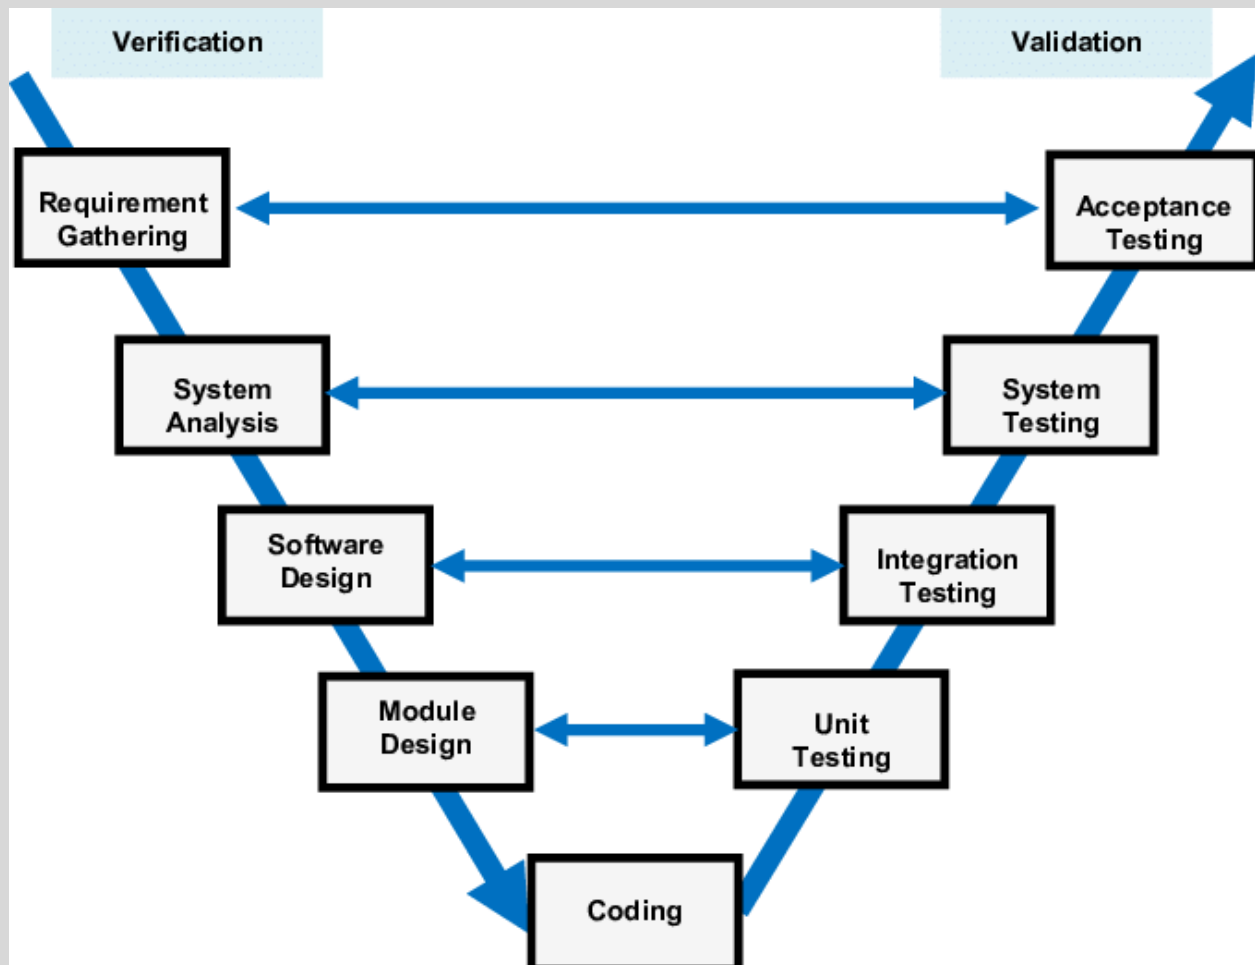 Verification
Validation
Requirement
Gathering
Acceptance
Testing
System
Analysis
System
Testing
Software
Design
Integration
Testing
Module
Design
Unit
Testing
Coding